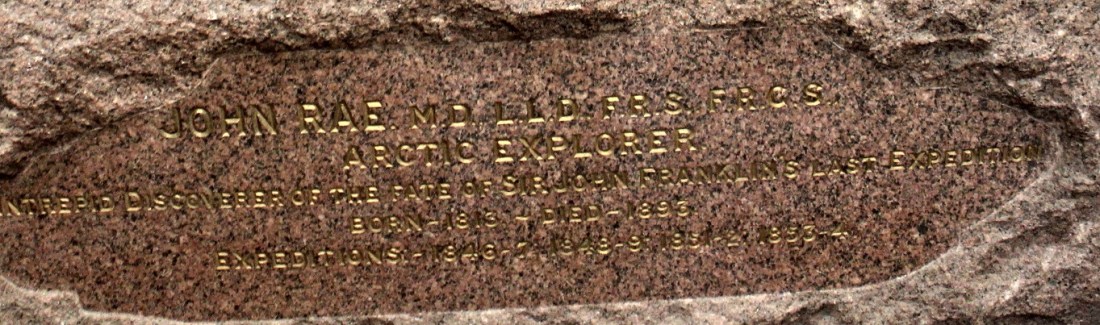 JOHN RAE. M.D. L.L.D. F.R.S., F.R.C.S.,
ARCTIC EXPLORER
INTREPID DISCOVERER OF THE FATE OF SIR JOHN FRANKLIN'S LAST EXPEDITION
BORN-1813 - DIED-1893
EXPEDITIONS:- 1846-7. 1848-9. 1851-2. 1853-4.